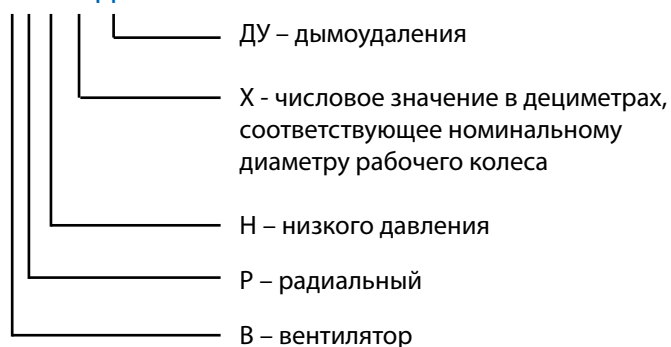 ДУ – дымоудаления
Х - числовое значение в дециметрах,
соответствующее номинальному
диаметру рабочего колеса
Н – низкого давления
Р – радиальный
В – вентилятор